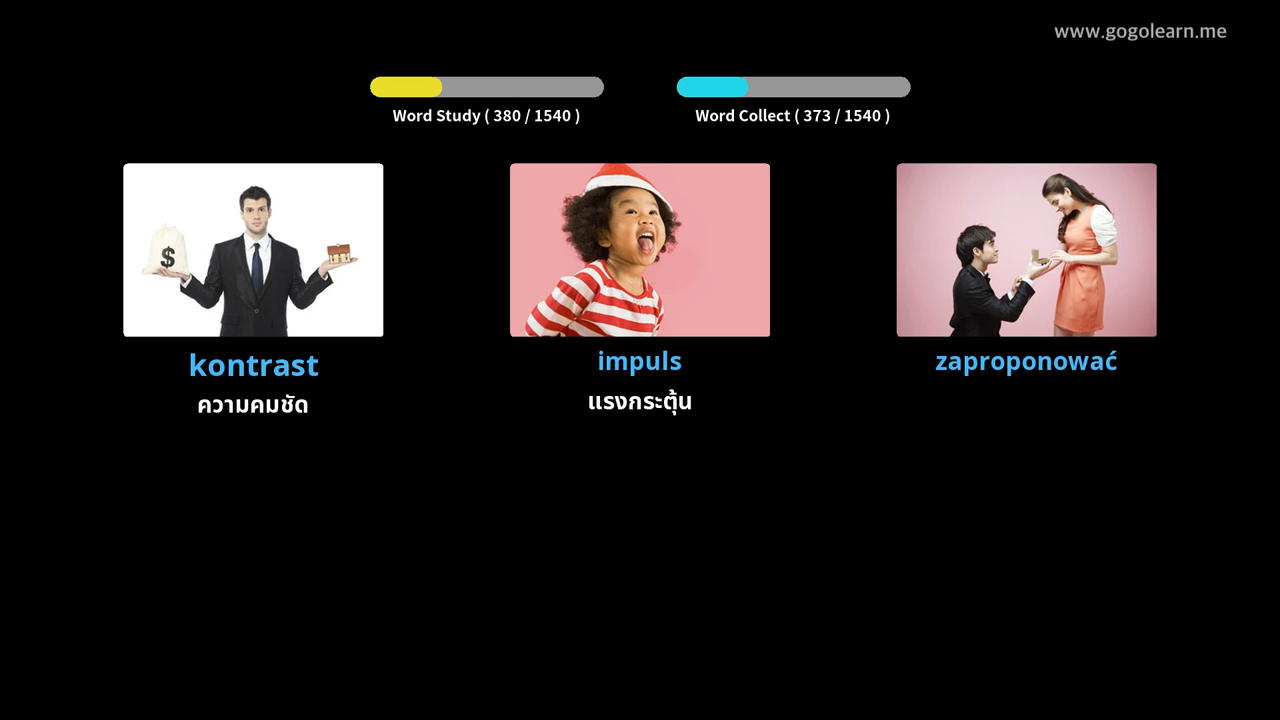 www.gogolearn.me
Word Study ( 380 / 1540 )
Word Collect ( 373 / 1540 )
$
kontrast
ความคมชัด
impuls
แรงกระตุ้น
zaproponować